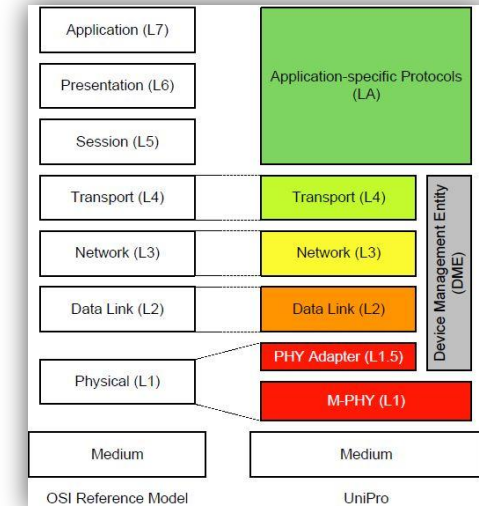 Application (L7)
Presentation (L6)
Session (L5)
Transport (L4)
Network (L3)
Data Link (L2)
Physical (L1)
Medium
OSI Reference Model
Application-specific Protocols
(LA)
Transport (L4)
Network (L3)
Data Link (L2)
PHY Adapter (L1.5)
M-PHY (L1)
Device Management Entity
(DME)
Medium
UniPro